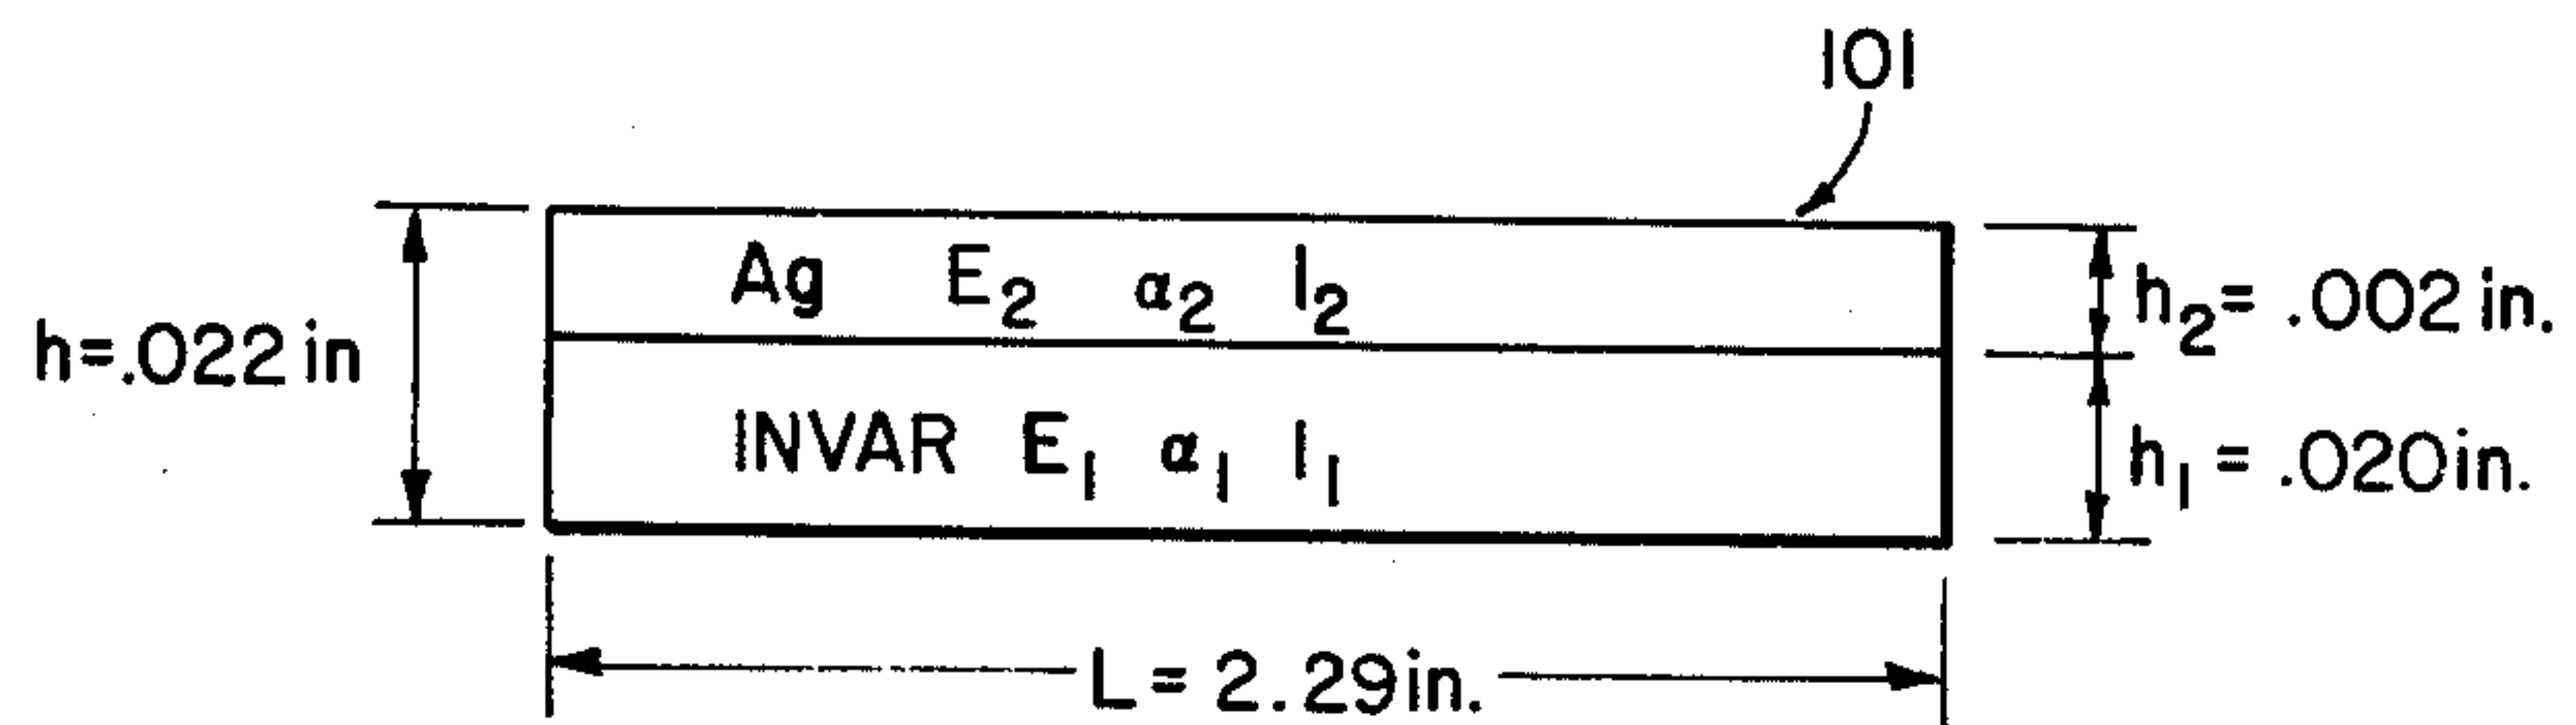 101
Ag E₂ α₂ I₂
h₂ = .002 in.
h=.022 in
INVAR E₁ α₁ I₁
h₁ = .020in.
L = 2.29in.